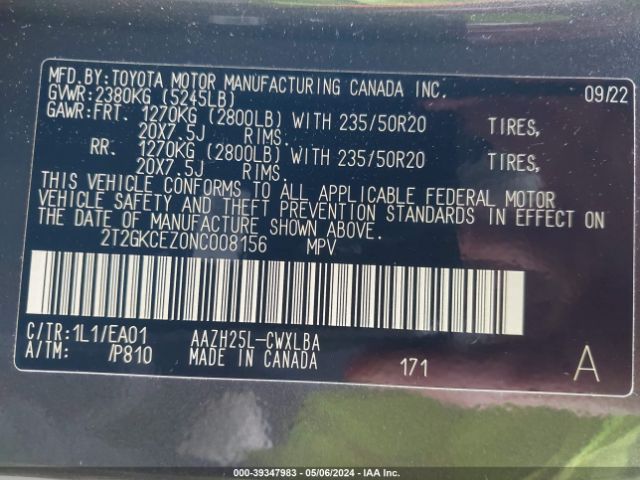 MFD.BY:TOYOTA MOTOR MANUFACTURING CANADA INC. 09/22
GVWR:2380KG (5245LB)
GAWR:FRT. 1270KG (2800LB) WITH 235/50R20 TIRES,
20X7.5J RIMS.
RR. 1270KG (2800LB) WITH 235/50R20 TIRES,
20X7.5J RIMS.
THIS VEHICLE CONFORMS TO ALL APPLICABLE FEDERAL MOTOR
VEHICLE SAFETY AND THEFT PREVENTION STANDARDS IN EFFECT ON
THE DATE OF MANUFACTURE SHOWN ABOVE.
2T2GKCEZ0NC008156 MPV
C/TR:1L1/EA01 AAZH25L-CWXLBA
A/TM: /P810 MADE IN CANADA 171 A
000-39347983 - 05/06/2024 - IAA Inc.